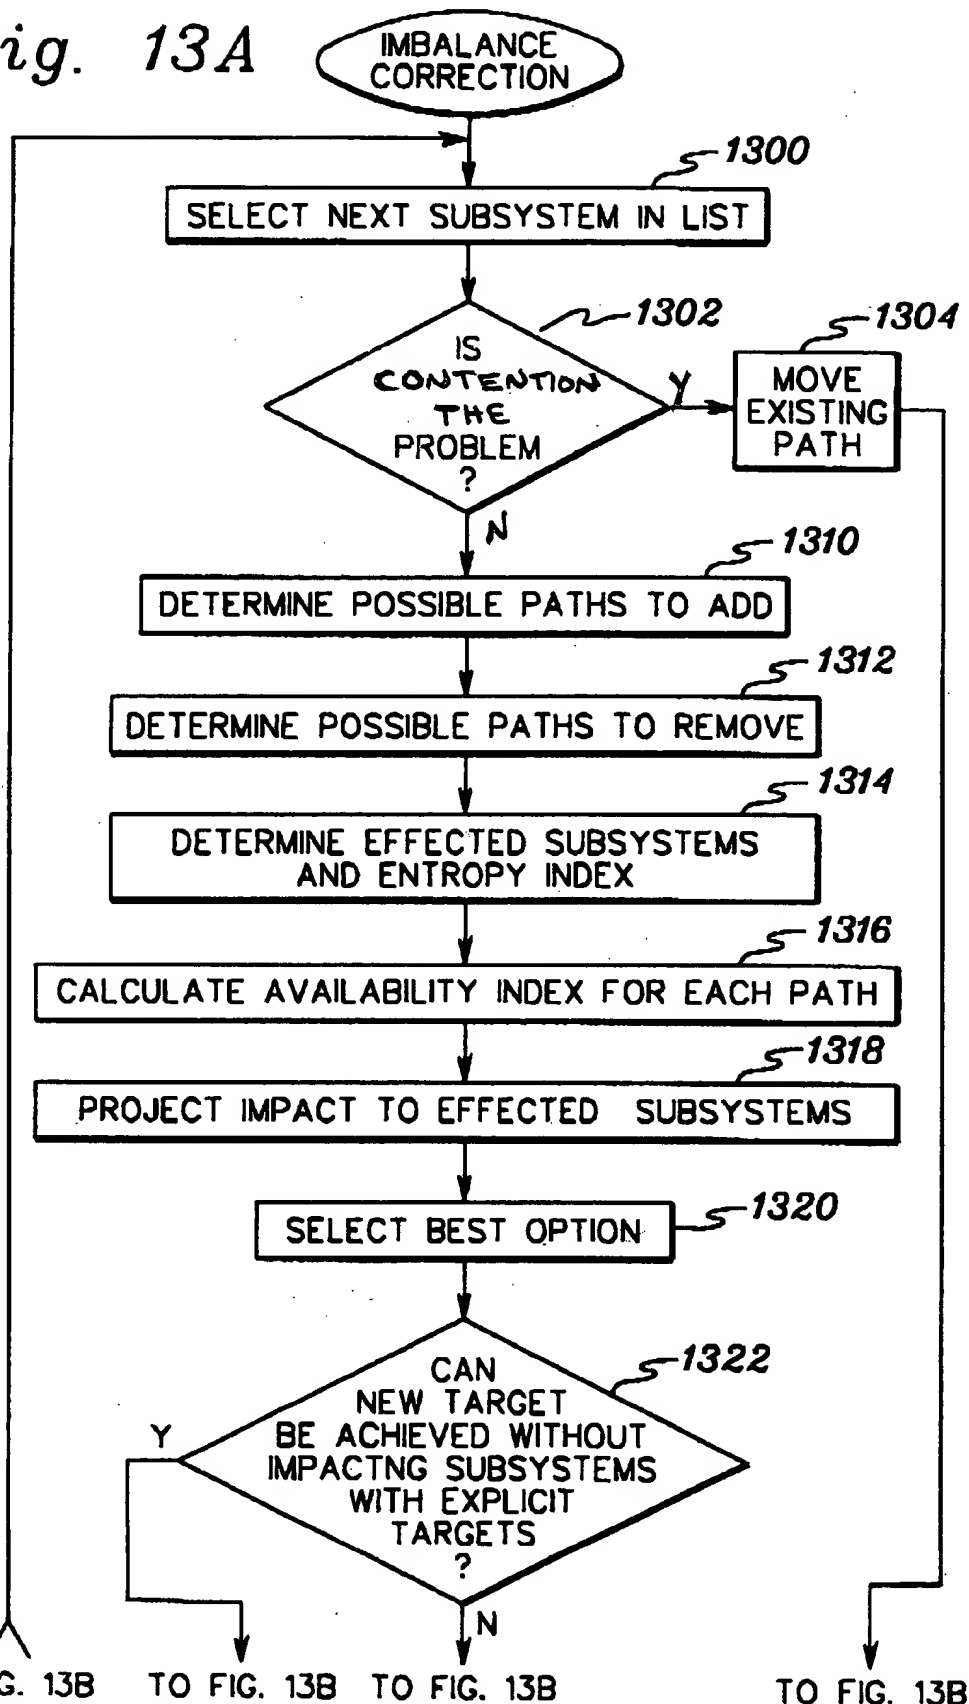 ig. 13A
IMBALANCE
CORRECTION
1300
SELECT NEXT SUBSYSTEM IN LIST
1302
1304
IS
CONTENTION
THE
PROBLEM
?
Y
MOVE
EXISTING
PATH
N
1310
DETERMINE POSSIBLE PATHS TO ADD
1312
DETERMINE POSSIBLE PATHS TO REMOVE
1314
DETERMINE EFFECTED SUBSYSTEMS
AND ENTROPY INDEX
1316
CALCULATE AVAILABILITY INDEX FOR EACH PATH
1318
PROJECT IMPACT TO EFFECTED SUBSYSTEMS
1320
SELECT BEST OPTION
1322
CAN
NEW TARGET
BE ACHIEVED WITHOUT
IMPACTNG SUBSYSTEMS
WITH EXPLICIT
TARGETS
?
Y
N
G. 13B
TO FIG. 13B
TO FIG. 13B
TO FIG. 13B